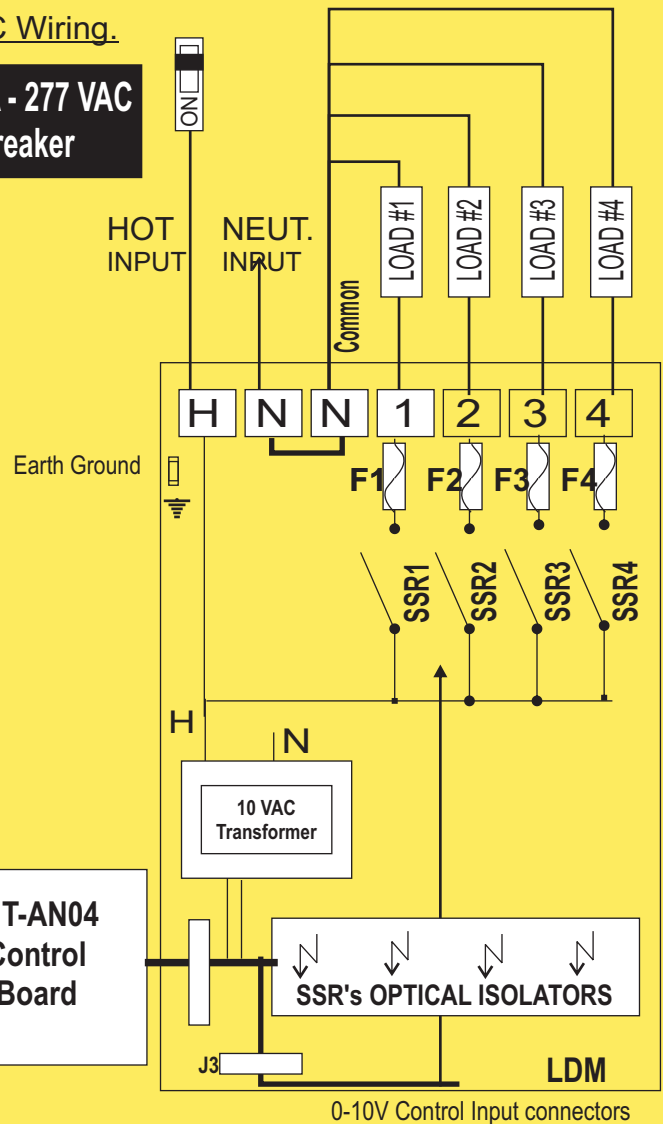 C Wiring.
- 277 VAC
reaker
ON
HOT
INPUT
NEUT.
INPUT
Common
LOAD #1
LOAD #2
LOAD #3
LOAD #4
H
N
N
1
2
3
4
Earth Ground
F1
F2
F3
F4
SSR1
SSR2
SSR3
SSR4
H
N
10 VAC
Transformer
T-AN04
Control
Board
SSR's OPTICAL ISOLATORS
J3
LDM
0-10V Control Input connectors